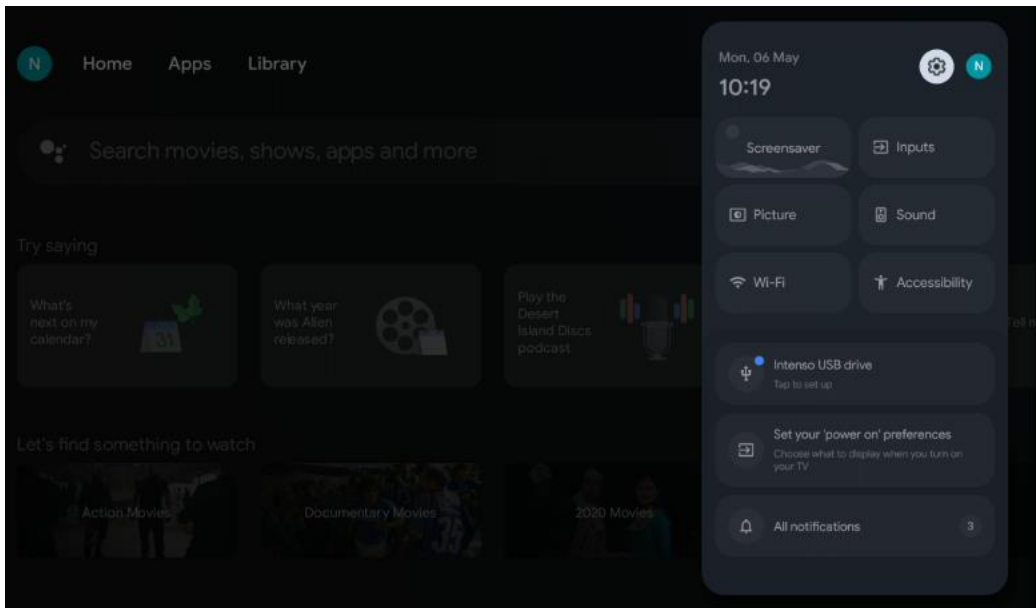 N
Home
Apps
Library
Search movies, shows, apps and more
Try saying
What's
next on my
calendar?
31
What year
was Alien
released?
Play the
Desert
Island Discs
podcast
Let's find something to watch
Action Movies
Documentary Movies
35
2020 Movies
Mon, 06 May
10:19
N
Screensaver
Inputs
Picture
Sound
Wi-Fi
Accessibility
Intenso USB drive
Tap to set up
Set your 'power on' preferences
Choose what to display when you turn on
your TV
All notifications
3